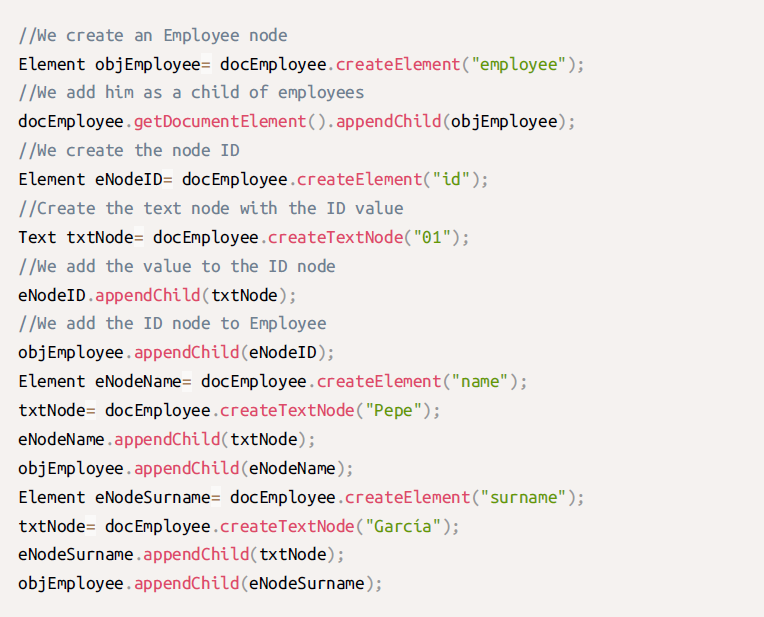 //We create an Employee node
Element objEmployee= docEmployee.createElement("employee");
//We add him as a child of employees
docEmployee.getDocumentElement().appendChild(objEmployee);
//We create the node ID
Element eNodeID= docEmployee.createElement("id");
//Create the text node with the ID value
Text txtNode= docEmployee.createTextNode("01");
//We add the value to the ID node
eNodeID.appendChild(txtNode);
//We add the ID node to Employee
objEmployee.appendChild(eNodeID);
Element eNodeName= docEmployee.createElement("name");
txtNode= docEmployee.createTextNode("Pepe");
eNodeName.appendChild(txtNode);
objEmployee.appendChild(eNodeName);
Element eNodeSurname= docEmployee.createElement("surname");
txtNode= docEmployee.createTextNode("García");
eNodeSurname.appendChild(txtNode);
objEmployee.appendChild(eNodeSurname);